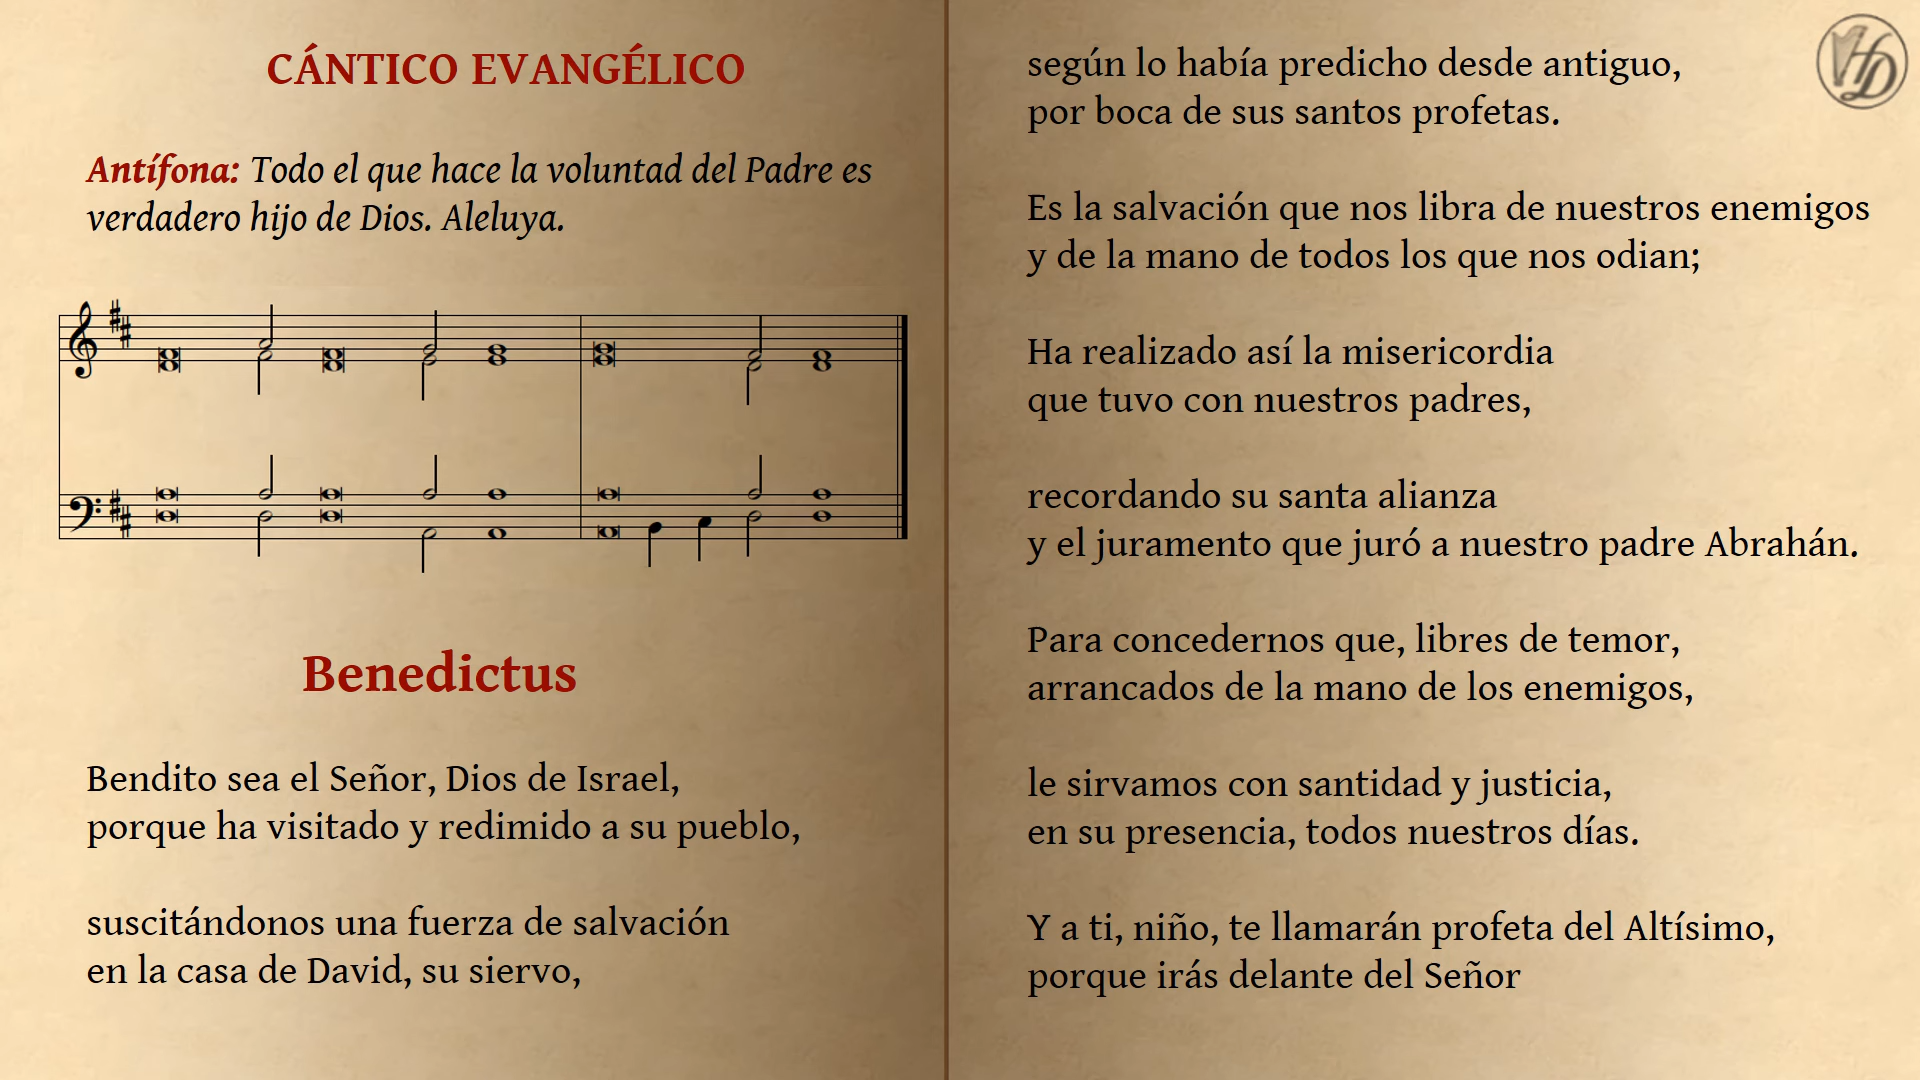 CÁNTICO EVANGÉLICO
Antífona: Todo el que hace la voluntad del Padre es
verdadero hijo de Dios. Aleluya.
Benedictus
Bendito sea el Señor, Dios de Israel,
porque ha visitado y redimido a su pueblo,
suscitándonos una fuerza de salvación
en la casa de David, su siervo,
según lo había predicho desde antiguo,
por boca de sus santos profetas.
Es la salvación que nos libra de nuestros enemigos
y de la mano de todos los que nos odian;
Ha realizado así la misericordia
que tuvo con nuestros padres,
recordando su santa alianza
y el juramento que juró a nuestro padre Abrahán.
Para concedernos que, libres de temor,
arrancados de la mano de los enemigos,
le sirvamos con santidad y justicia,
en su presencia, todos nuestros días.
Y a ti, niño, te llamarán profeta del Altísimo,
porque irás delante del Señor
HD